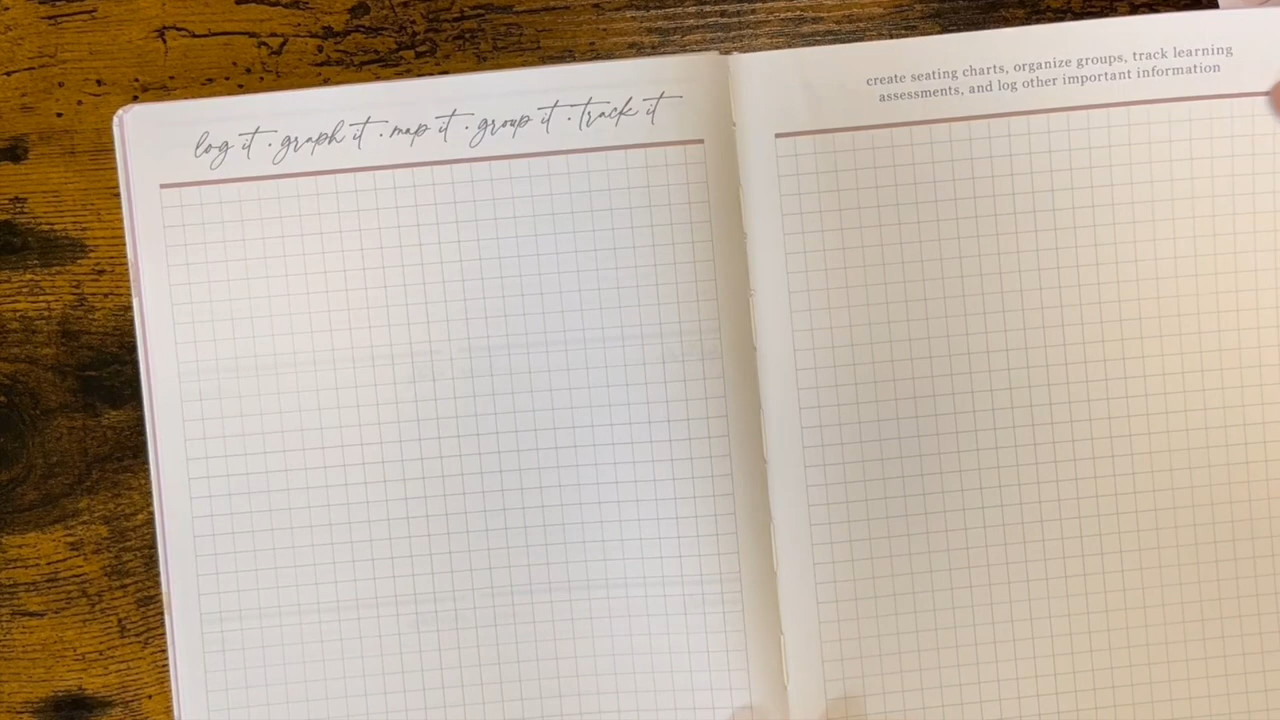 log it · graph it · map it · group it · track it
create seating charts, organize groups, track learning
assessments, and log other important information